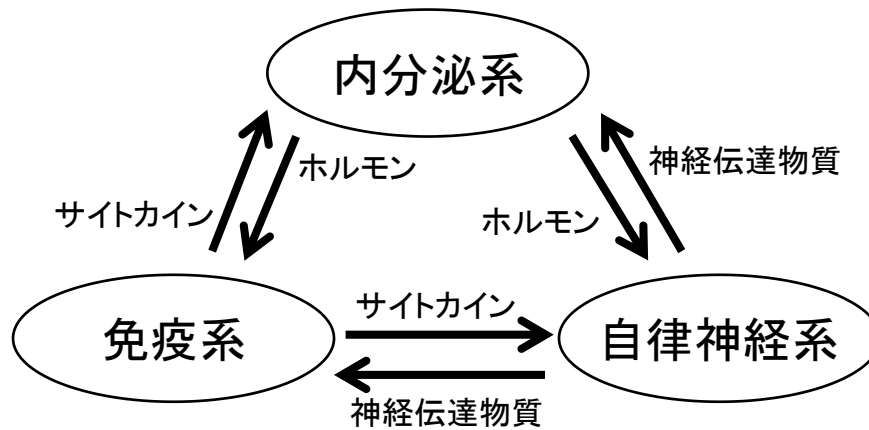 内分泌系
ホルモン
神経伝達物質
サイトカイン
ホルモン
サイトカイン
免疫系
自律神経系
神経伝達物質